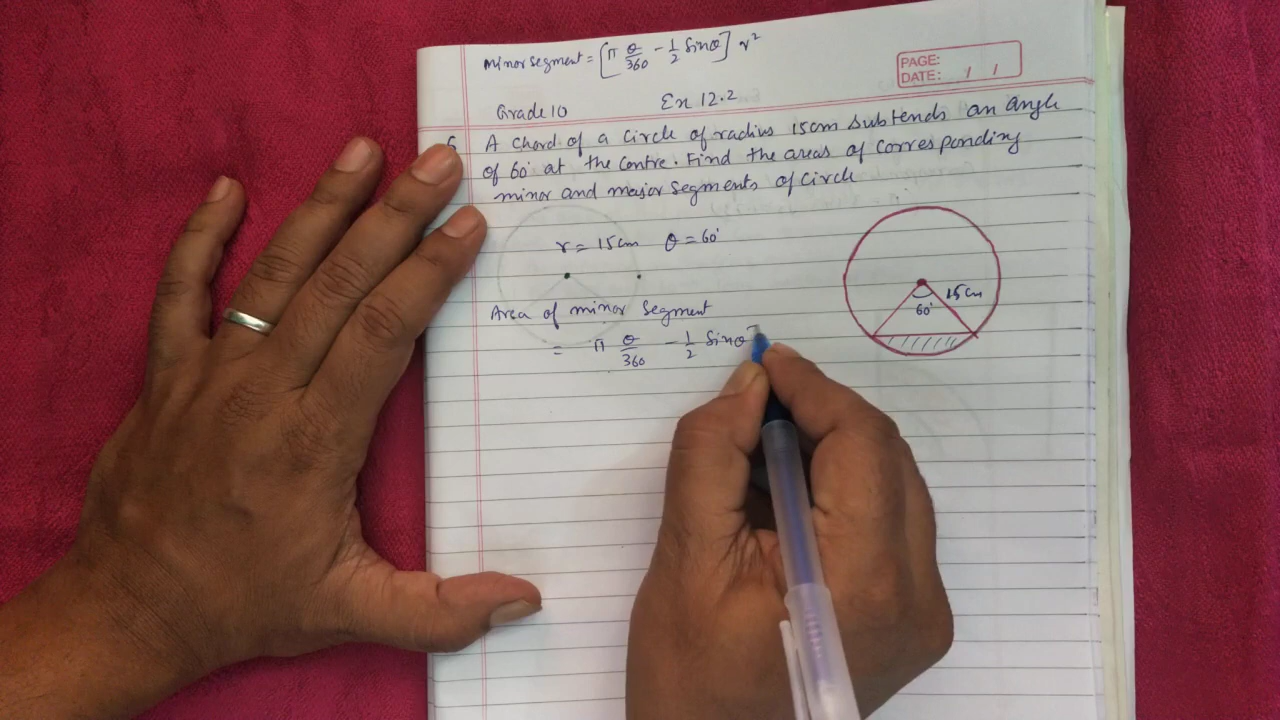 minor segment = [π θ/360 - 1/2 Sinθ] r²
PAGE:
DATE: / /
Grade 10 Ex 12.2
6 A chord of a circle of radius 15cm subtends an angle
of 60° at the centre. Find the areas of corresponding
minor and major segments of circle
r = 15cm θ = 60°
15cm
60°
Area of minor segment
= π θ/360 - 1/2 Sinθ]